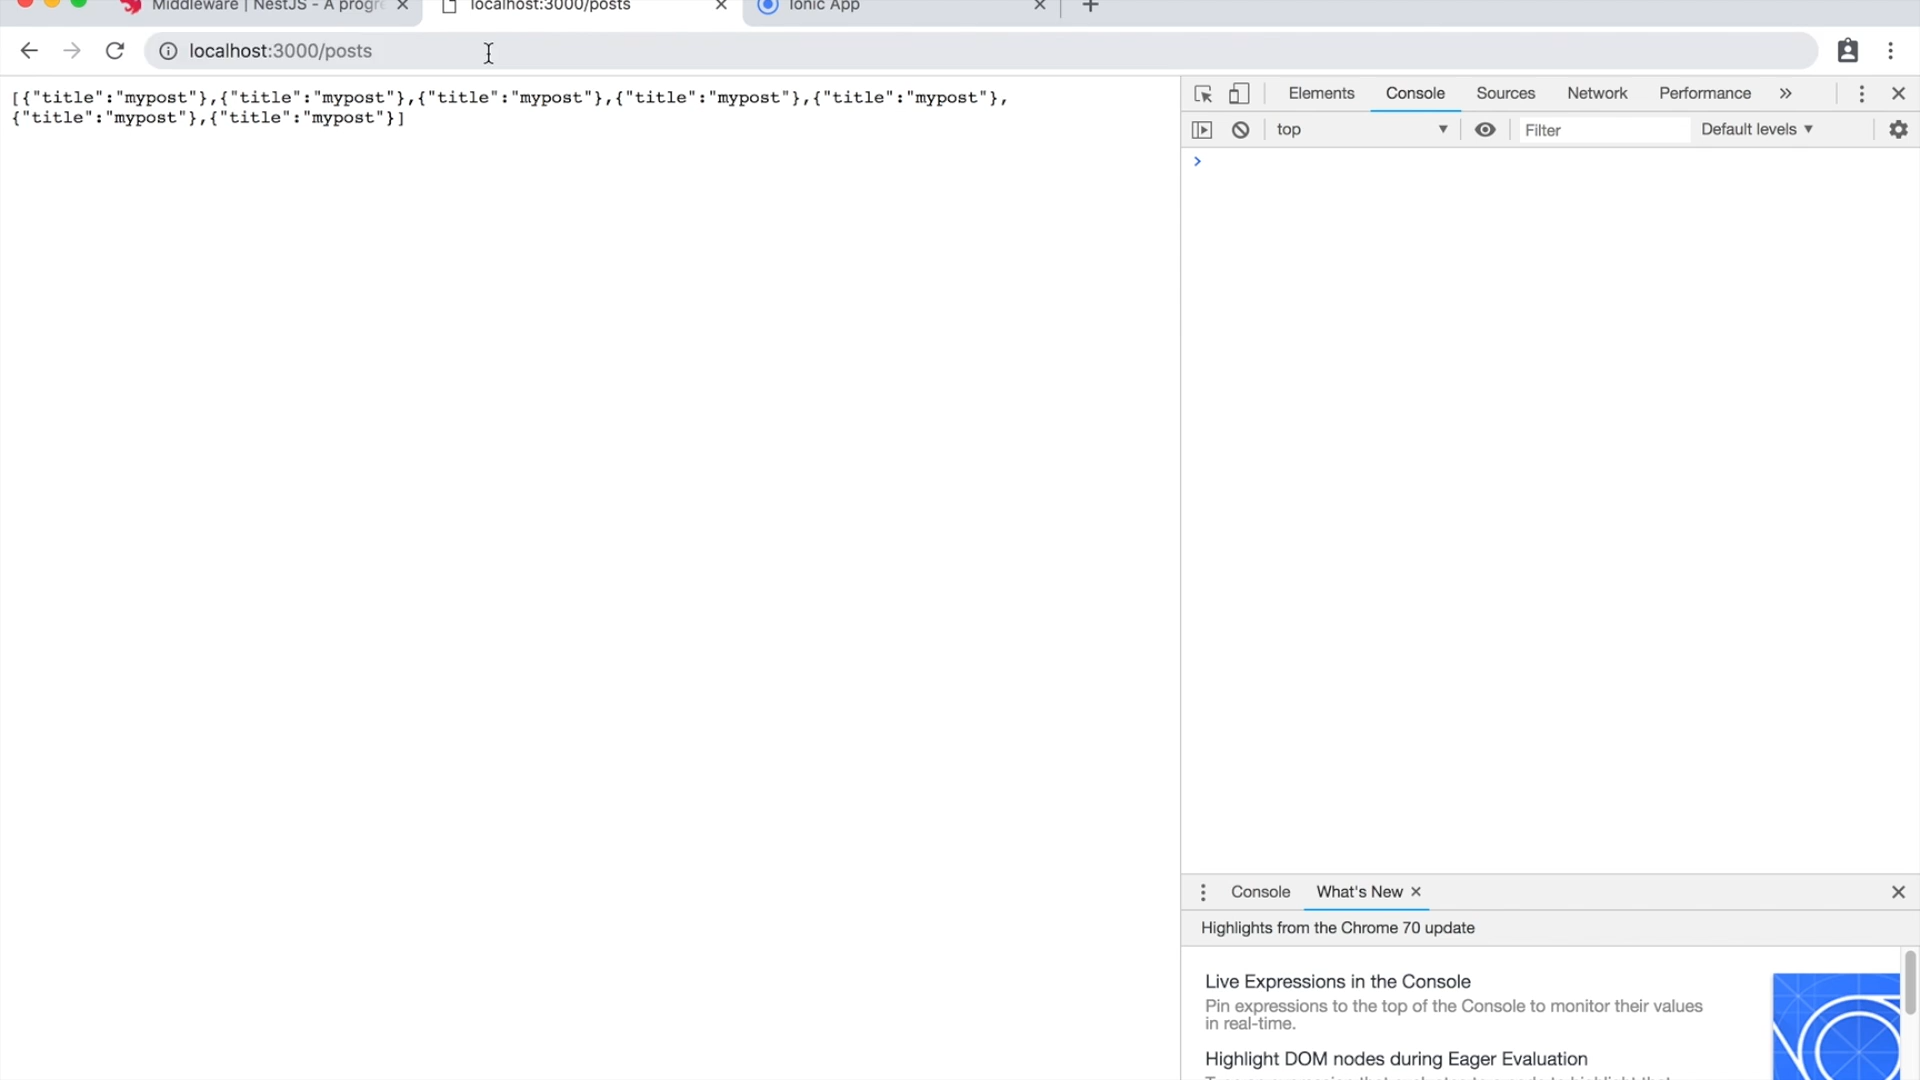 Middleware | NestJS - A progre
localhost:3000/posts
Ionic App
localhost:3000/posts
[{"title":"mypost"},{"title":"mypost"},{"title":"mypost"},{"title":"mypost"},{"title":"mypost"},
{"title":"mypost"},{"title":"mypost"}]
Elements Console Sources Network Performance
top Filter Default levels
Console What's New
Highlights from the Chrome 70 update
Live Expressions in the Console
Pin expressions to the top of the Console to monitor their values
in real-time.
Highlight DOM nodes during Eager Evaluation